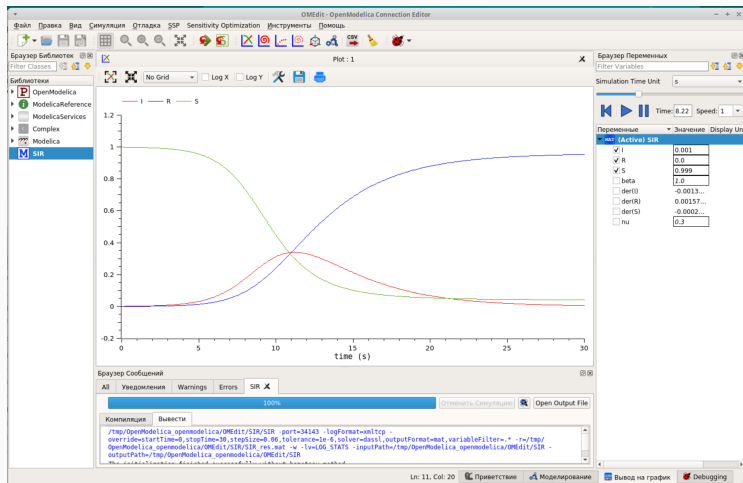 OMEdit - OpenModelica Connection Editor
Файл Правка Вид Симуляция Отладка SSP Sensitivity Optimization Инструменты Помощь
Браузер Библиотек
Filter Classes
Библиотеки
OpenModelica
ModelicaReference
ModelicaServices
Complex
Modelica
SIR
Plot : 1
No Grid Log X Log Y
I R S
1.2
1
0.8
0.6
0.4
0.2
0
-0.2
0 5 10 15 20 25 30
time (s)
Браузер Переменных
Filter Variables
Simulation Time Unit s
Time: 8.22 Speed: 1
Переменные Значение Display Un
(Active) SIR
I 0.001
R 0.0
S 0.999
beta 1.0
der(I) -0.0013...
der(R) 0.00157...
der(S) -0.0002...
nu 0.3
Браузер Сообщений
All Уведомления Warnings Errors SIR
100% Отменить Симуляцию Open Output File
Компиляция Вывести
/tmp/OpenModelica_openmodelica/OMEdit/SIR/SIR -port=34143 -logFormat=xmltcp -
override=startTime=0,stopTime=30,stepSize=0.06,tolerance=1e-6,solver=dassl,outputFormat=mat,variableFilter=.* -r=/tmp/
OpenModelica_openmodelica/OMEdit/SIR/SIR_res.mat -w -lv=LOG_STATS -inputPath=/tmp/OpenModelica_openmodelica/OMEdit/SIR -
outputPath=/tmp/OpenModelica_openmodelica/OMEdit/SIR
Ln: 11, Col: 20 Приветствие Моделирование Вывод на график Debugging